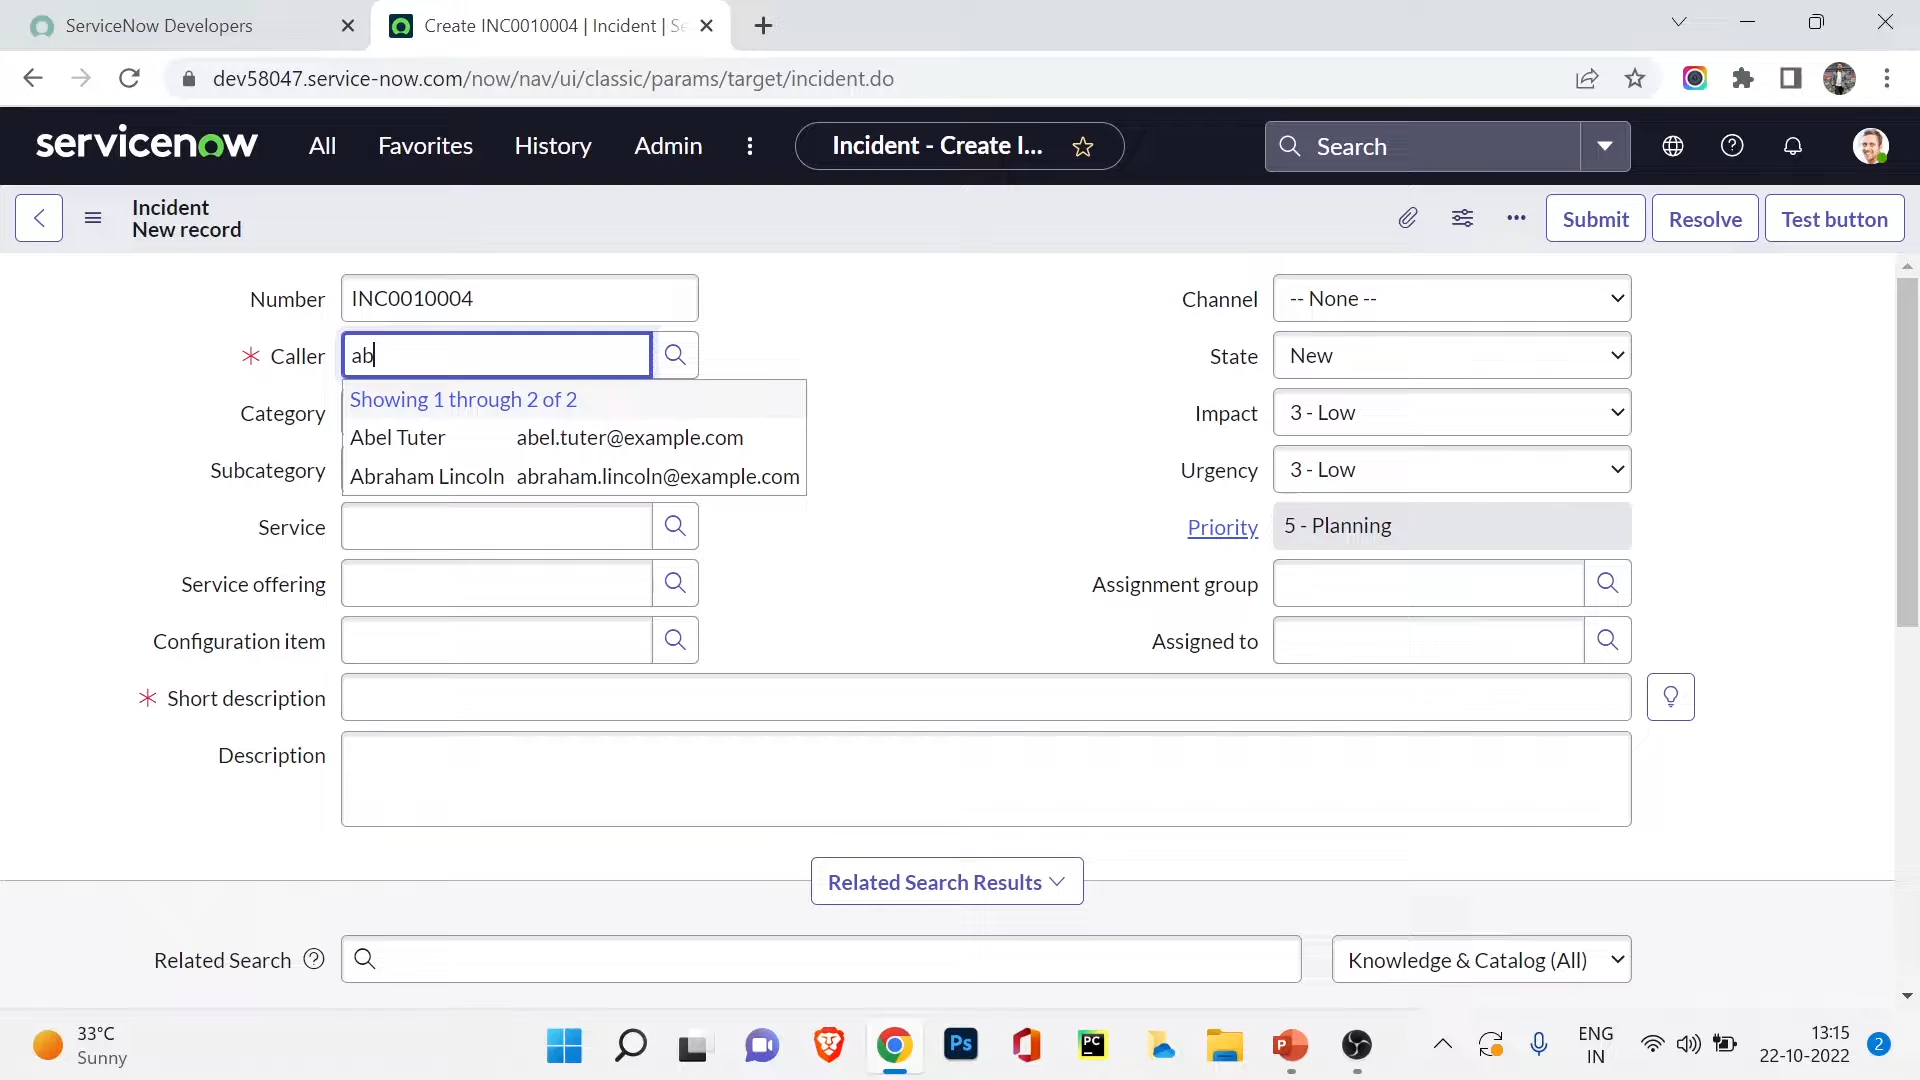 ServiceNow Developers
Create INC0010004 | Incident | Se
dev58047.service-now.com/now/nav/ui/classic/params/target/incident.do
servicenow
All
Favorites
History
Admin
Incident - Create I...
Search
Incident
New record
Submit
Resolve
Test button
Number
INC0010004
Channel
-- None --
* Caller
ab
State
New
Showing 1 through 2 of 2
Abel Tuter abel.tuter@example.com
Abraham Lincoln abraham.lincoln@example.com
Category
Impact
3 - Low
Subcategory
Urgency
3 - Low
Service
Priority
5 - Planning
Service offering
Assignment group
Configuration item
Assigned to
* Short description
Description
Related Search Results
Related Search
Knowledge & Catalog (All)
33°C
Sunny
Ps
PC
P
ENG
IN
13:15
22-10-2022
2